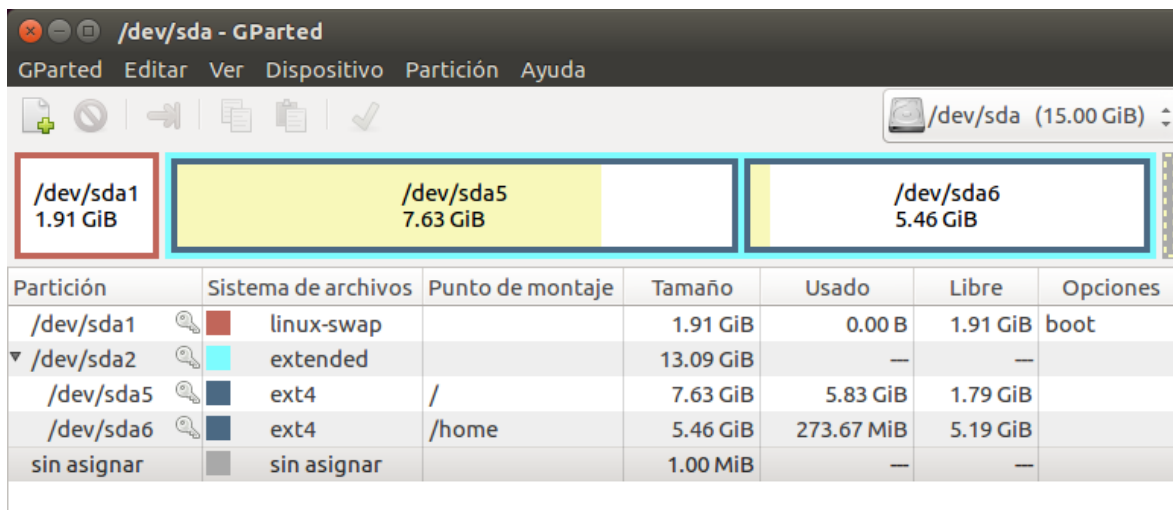 /dev/sda - GParted
GParted Editar Ver Dispositivo Partición Ayuda
/dev/sda (15.00 GiB)
/dev/sda1
1.91 GiB
/dev/sda5
7.63 GiB
/dev/sda6
5.46 GiB
Partición Sistema de archivos Punto de montaje Tamaño Usado Libre Opciones
/dev/sda1 linux-swap 1.91 GiB 0.00 B 1.91 GiB boot
/dev/sda2 extended 13.09 GiB --- ---
/dev/sda5 ext4 / 7.63 GiB 5.83 GiB 1.79 GiB
/dev/sda6 ext4 /home 5.46 GiB 273.67 MiB 5.19 GiB
sin asignar sin asignar 1.00 MiB --- ---